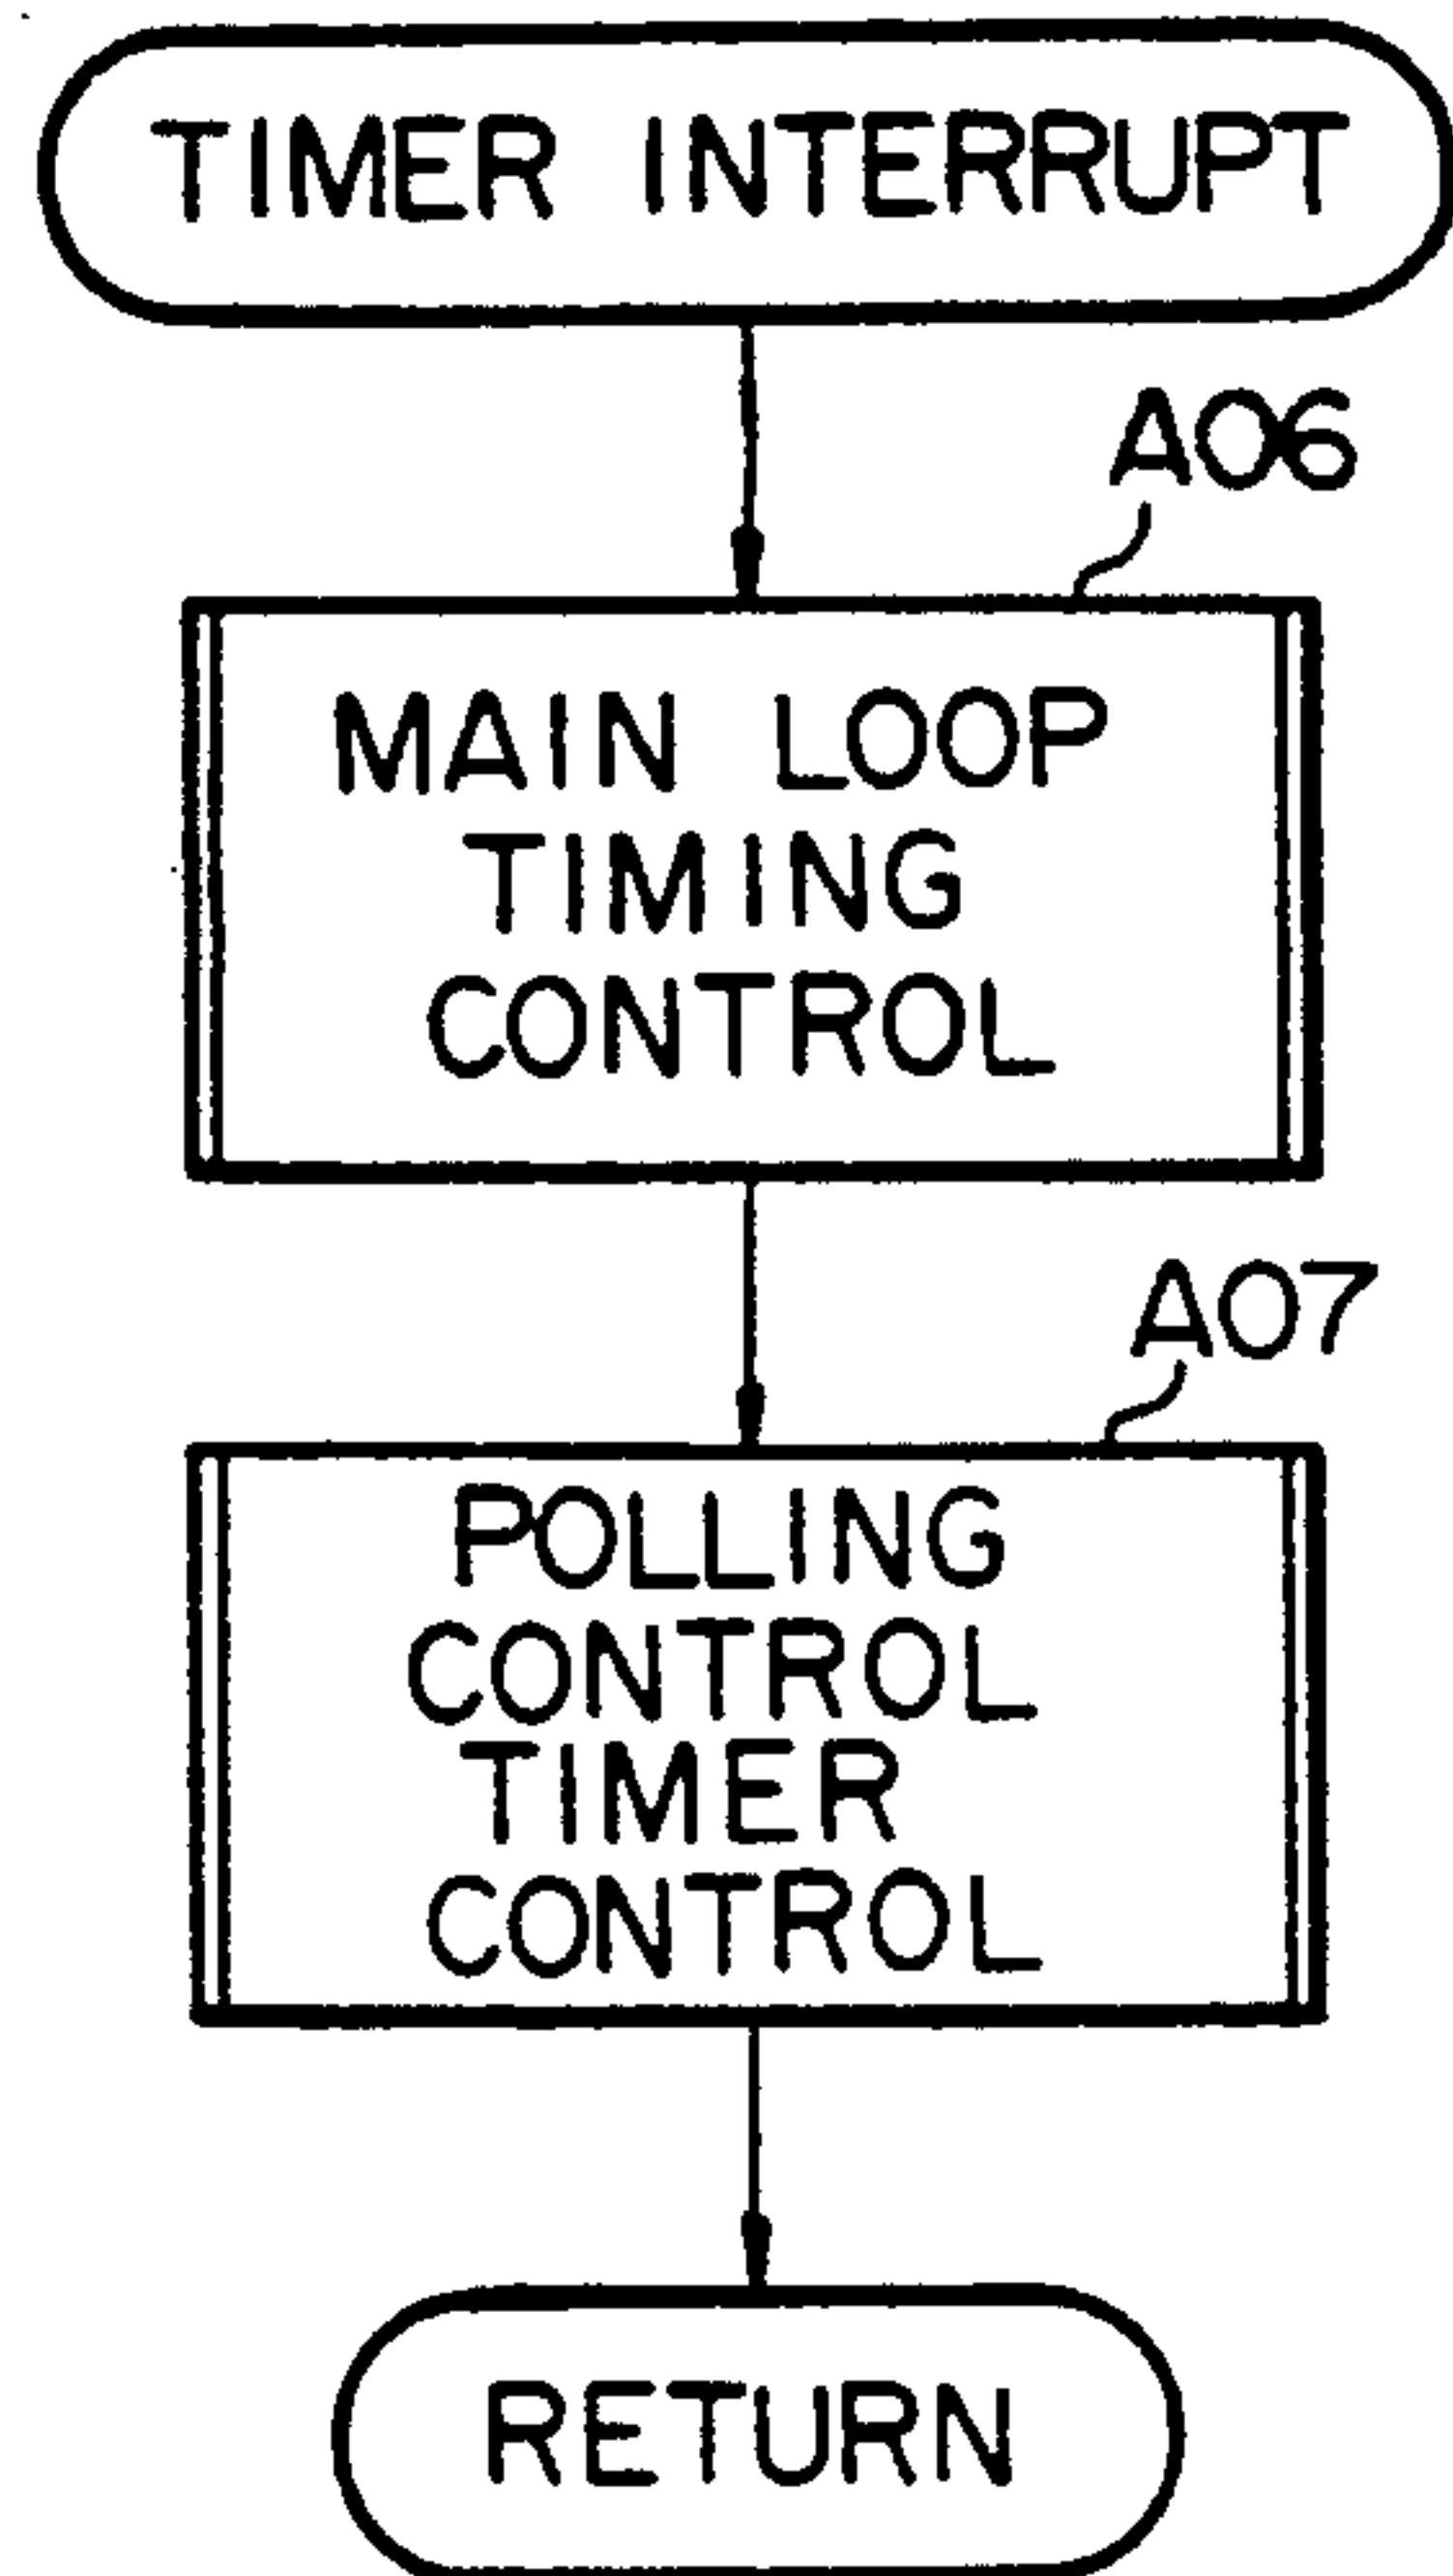 TIMER INTERRUPT
A06
MAIN LOOP
TIMING
CONTROL
A07
POLLING
CONTROL
TIMER
CONTROL
RETURN